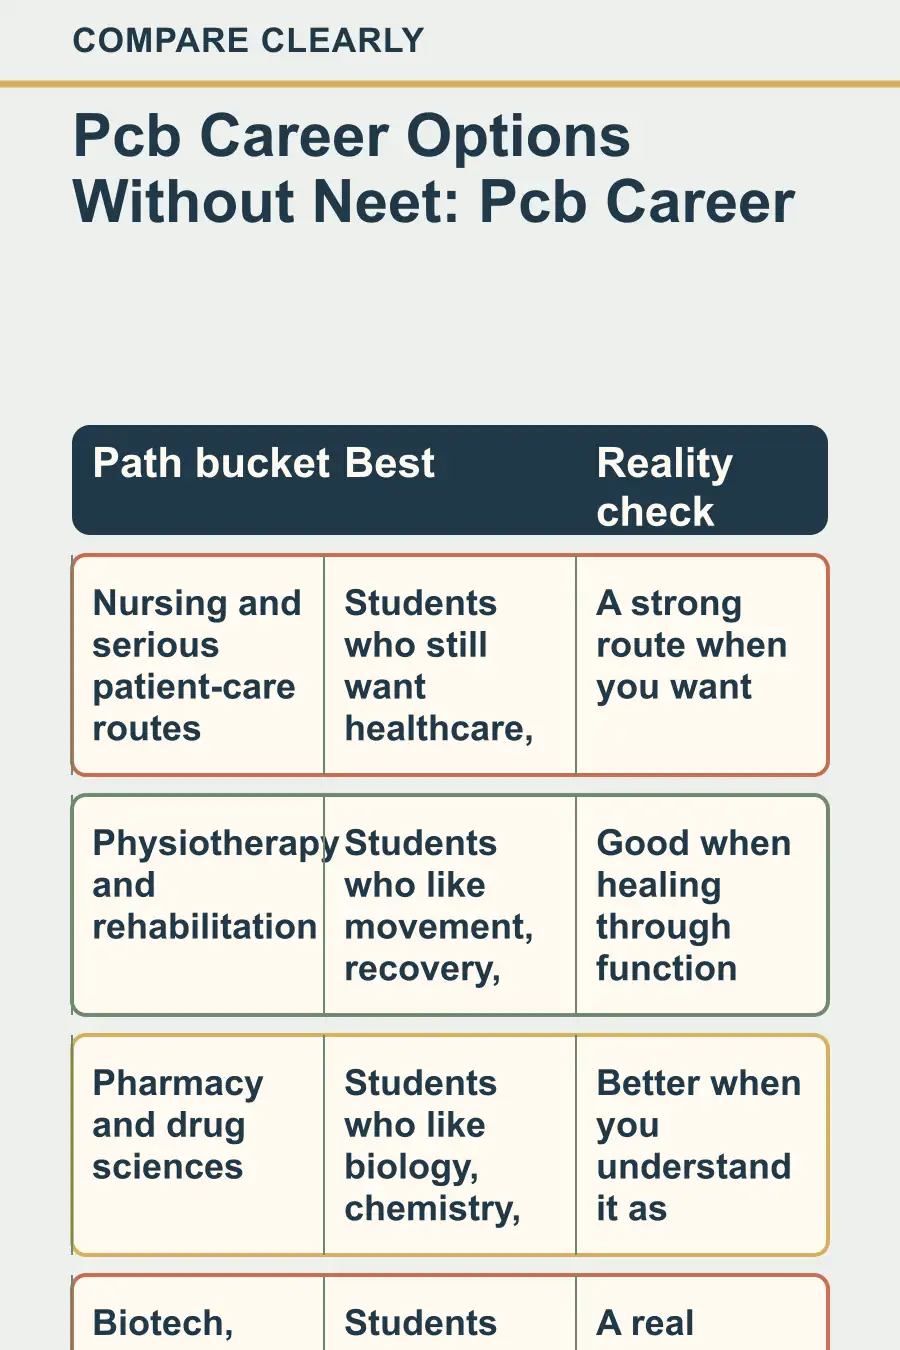 COMPARE CLEARLY
Pcb Career Options
Without Neet: Pcb Career
Path bucket
Best
Reality
check
Nursing and
serious
patient-care
routes
Students
who still
want
healthcare,
A strong
route when
you want
Physiotherapy
and
rehabilitation
Students
who like
movement,
recovery,
Good when
healing
through
function
Pharmacy
and drug
sciences
Students
who like
biology,
chemistry,
Better when
you
understand
it as
Biotech,
Students
A real